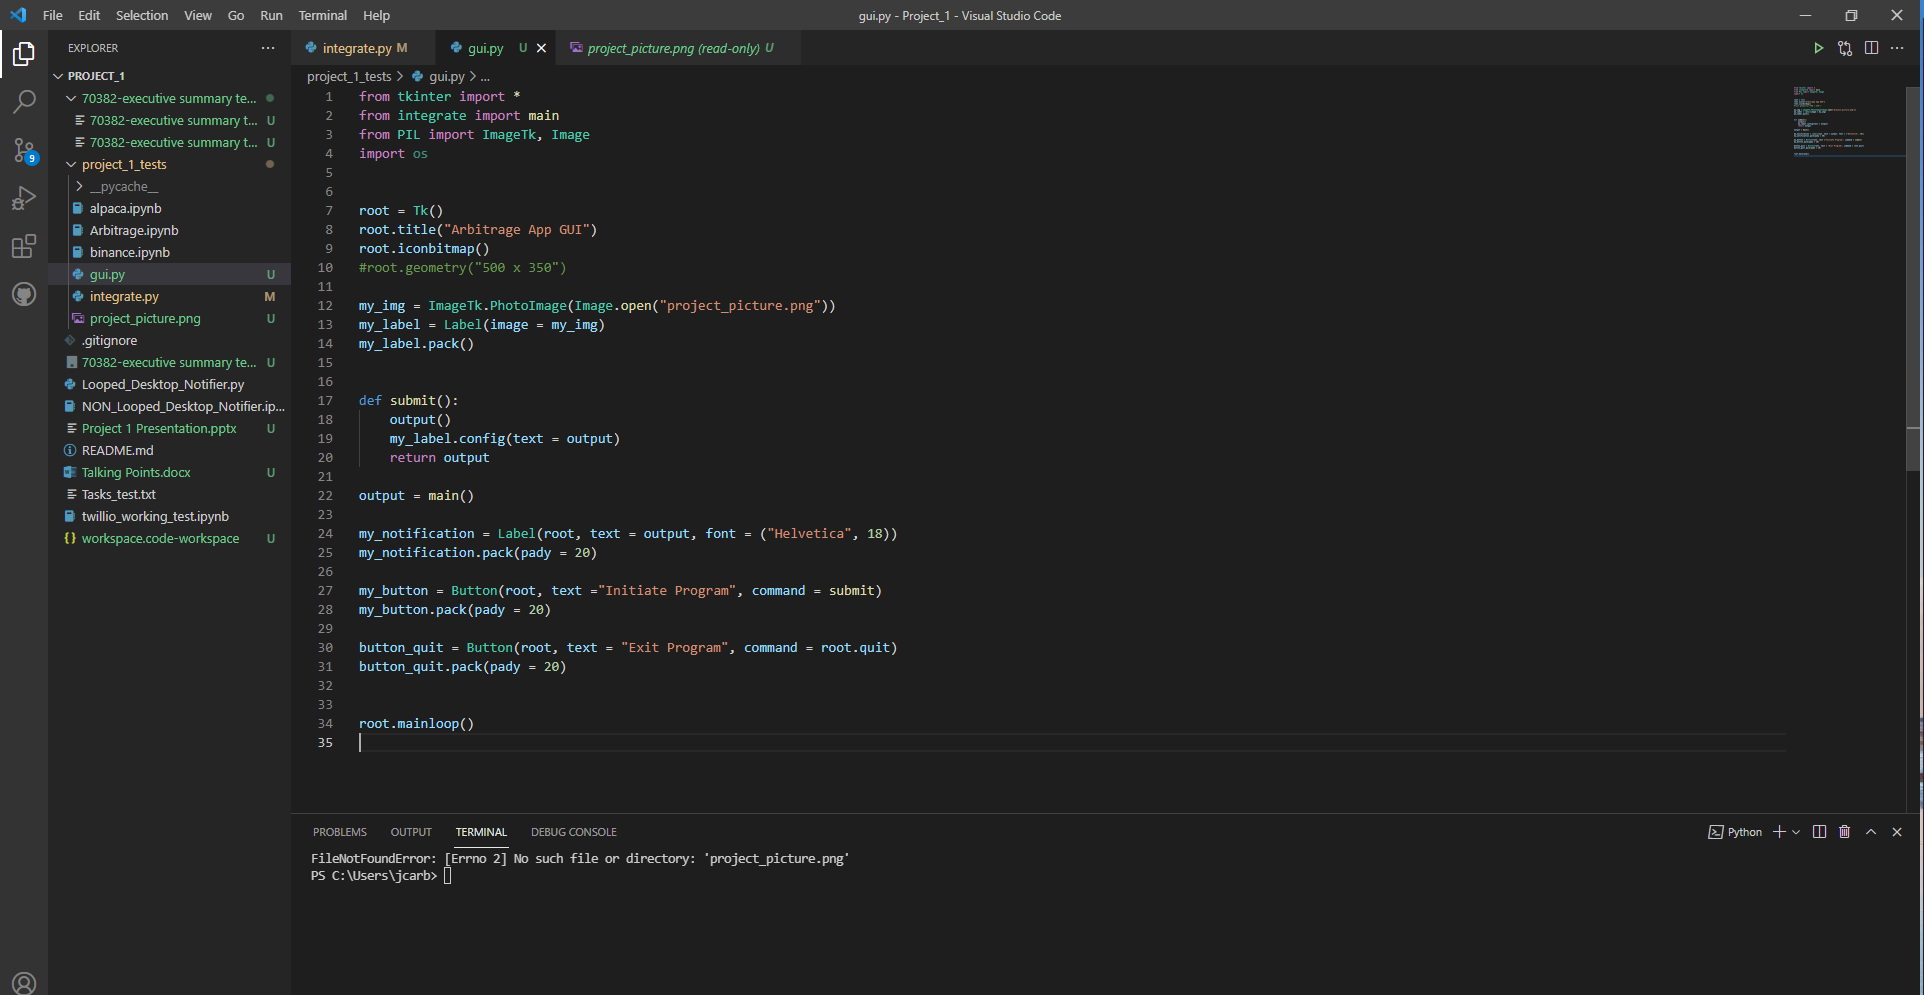 File Edit Selection View Go Run Terminal Help
gui.py - Project_1 - Visual Studio Code
EXPLORER
PROJECT_1
70382-executive summary te...
70382-executive summary t... U
70382-executive summary t... U
project_1_tests
__pycache__
alpaca.ipynb
Arbitrage.ipynb
binance.ipynb
gui.py U
integrate.py M
project_picture.png U
.gitignore
70382-executive summary te... U
Looped_Desktop_Notifier.py
NON_Looped_Desktop_Notifier.ip...
Project 1 Presentation.pptx U
README.md
Talking Points.docx U
Tasks_test.txt
twillio_working_test.ipynb
workspace.code-workspace U
9
integrate.py M
gui.py U
project_picture.png (read-only) U
project_1_tests > gui.py > ...
1 from tkinter import *
2 from integrate import main
3 from PIL import ImageTk, Image
4 import os
5
6
7 root = Tk()
8 root.title("Arbitrage App GUI")
9 root.iconbitmap()
10 #root.geometry("500 x 350")
11
12 my_img = ImageTk.PhotoImage(Image.open("project_picture.png"))
13 my_label = Label(image = my_img)
14 my_label.pack()
15
16
17 def submit():
18 output()
19 my_label.config(text = output)
20 return output
21
22 output = main()
23
24 my_notification = Label(root, text = output, font = ("Helvetica", 18))
25 my_notification.pack(pady = 20)
26
27 my_button = Button(root, text ="Initiate Program", command = submit)
28 my_button.pack(pady = 20)
29
30 button_quit = Button(root, text = "Exit Program", command = root.quit)
31 button_quit.pack(pady = 20)
32
33
34 root.mainloop()
35
PROBLEMS OUTPUT TERMINAL DEBUG CONSOLE
Python
FileNotFoundError: [Errno 2] No such file or directory: 'project_picture.png'
PS C:\Users\jcarb>